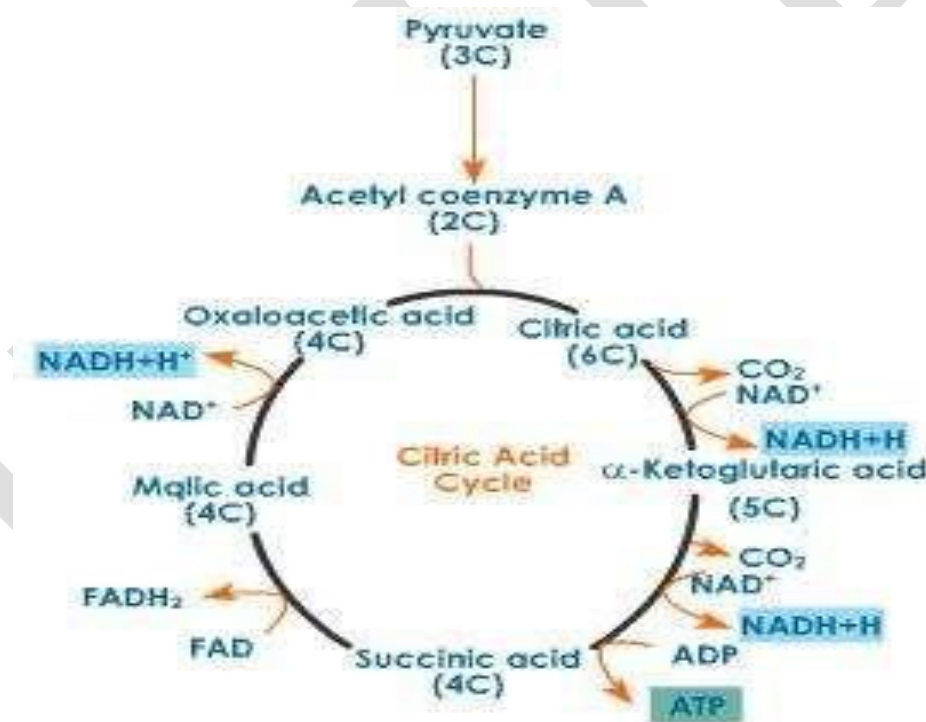 Pyruvate
(3C)
Acetyl coenzyme A
(2C)
Oxaloacetic acid
(4C)
Citric acid
(6C)
NADH+H⁺
NAD⁺
CO₂
NAD⁺
NADH+H
Citric Acid
Cycle
α-Ketoglutaric acid
(5C)
Malic acid
(4C)
CO₂
NAD⁺
NADH+H
FADH₂
FAD
Succinic acid
(4C)
ADP
ATP